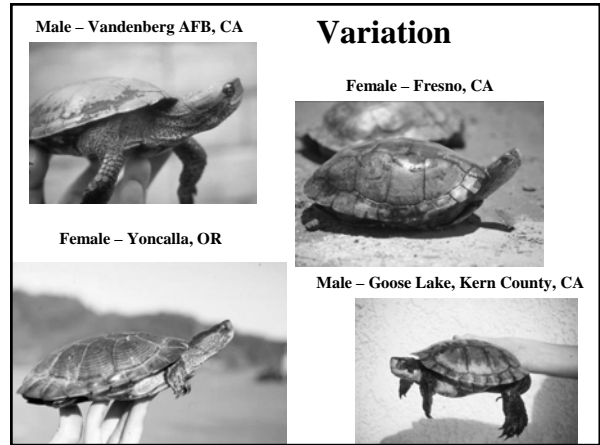 Male – Vandenberg AFB, CA
Variation
Female – Fresno, CA
Female – Yoncalla, OR
Male – Goose Lake, Kern County, CA